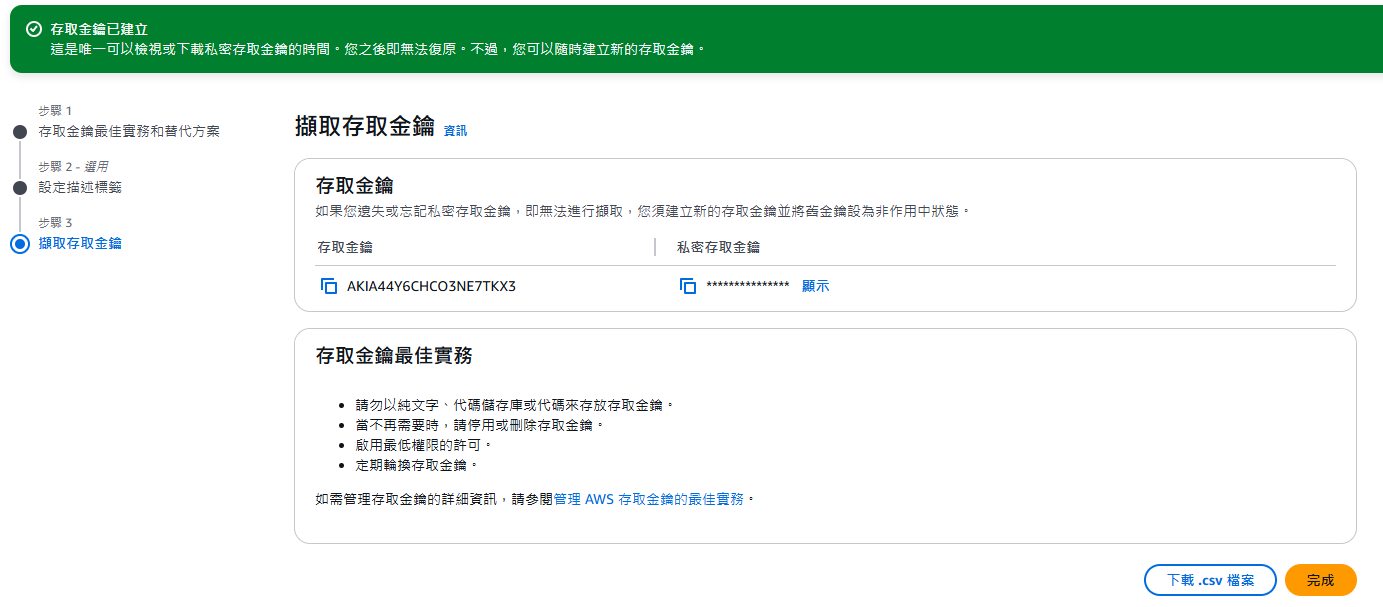 存取金鑰已建立
這是唯一可以檢視或下載私密存取金鑰的時間。您之後即無法復原。不過，您可以隨時建立新的存取金鑰。
步驟 1
存取金鑰最佳實務和替代方案
步驟 2 - 選用
設定描述標籤
步驟 3
擷取存取金鑰
擷取存取金鑰 資訊
存取金鑰
如果您遺失或忘記私密存取金鑰，即無法進行擷取，您須建立新的存取金鑰並將舊金鑰設為非作用中狀態。
存取金鑰 私密存取金鑰
AKIA44Y6CHCO3NE7TKX3 *************** 顯示
存取金鑰最佳實務
• 請勿以純文字、代碼儲存庫或代碼來存放存取金鑰。
• 當不再需要時，請停用或刪除存取金鑰。
• 啟用最低權限的許可。
• 定期輪換存取金鑰。
如需管理存取金鑰的詳細資訊，請參閱管理 AWS 存取金鑰的最佳實務。
下載 .csv 檔案 完成